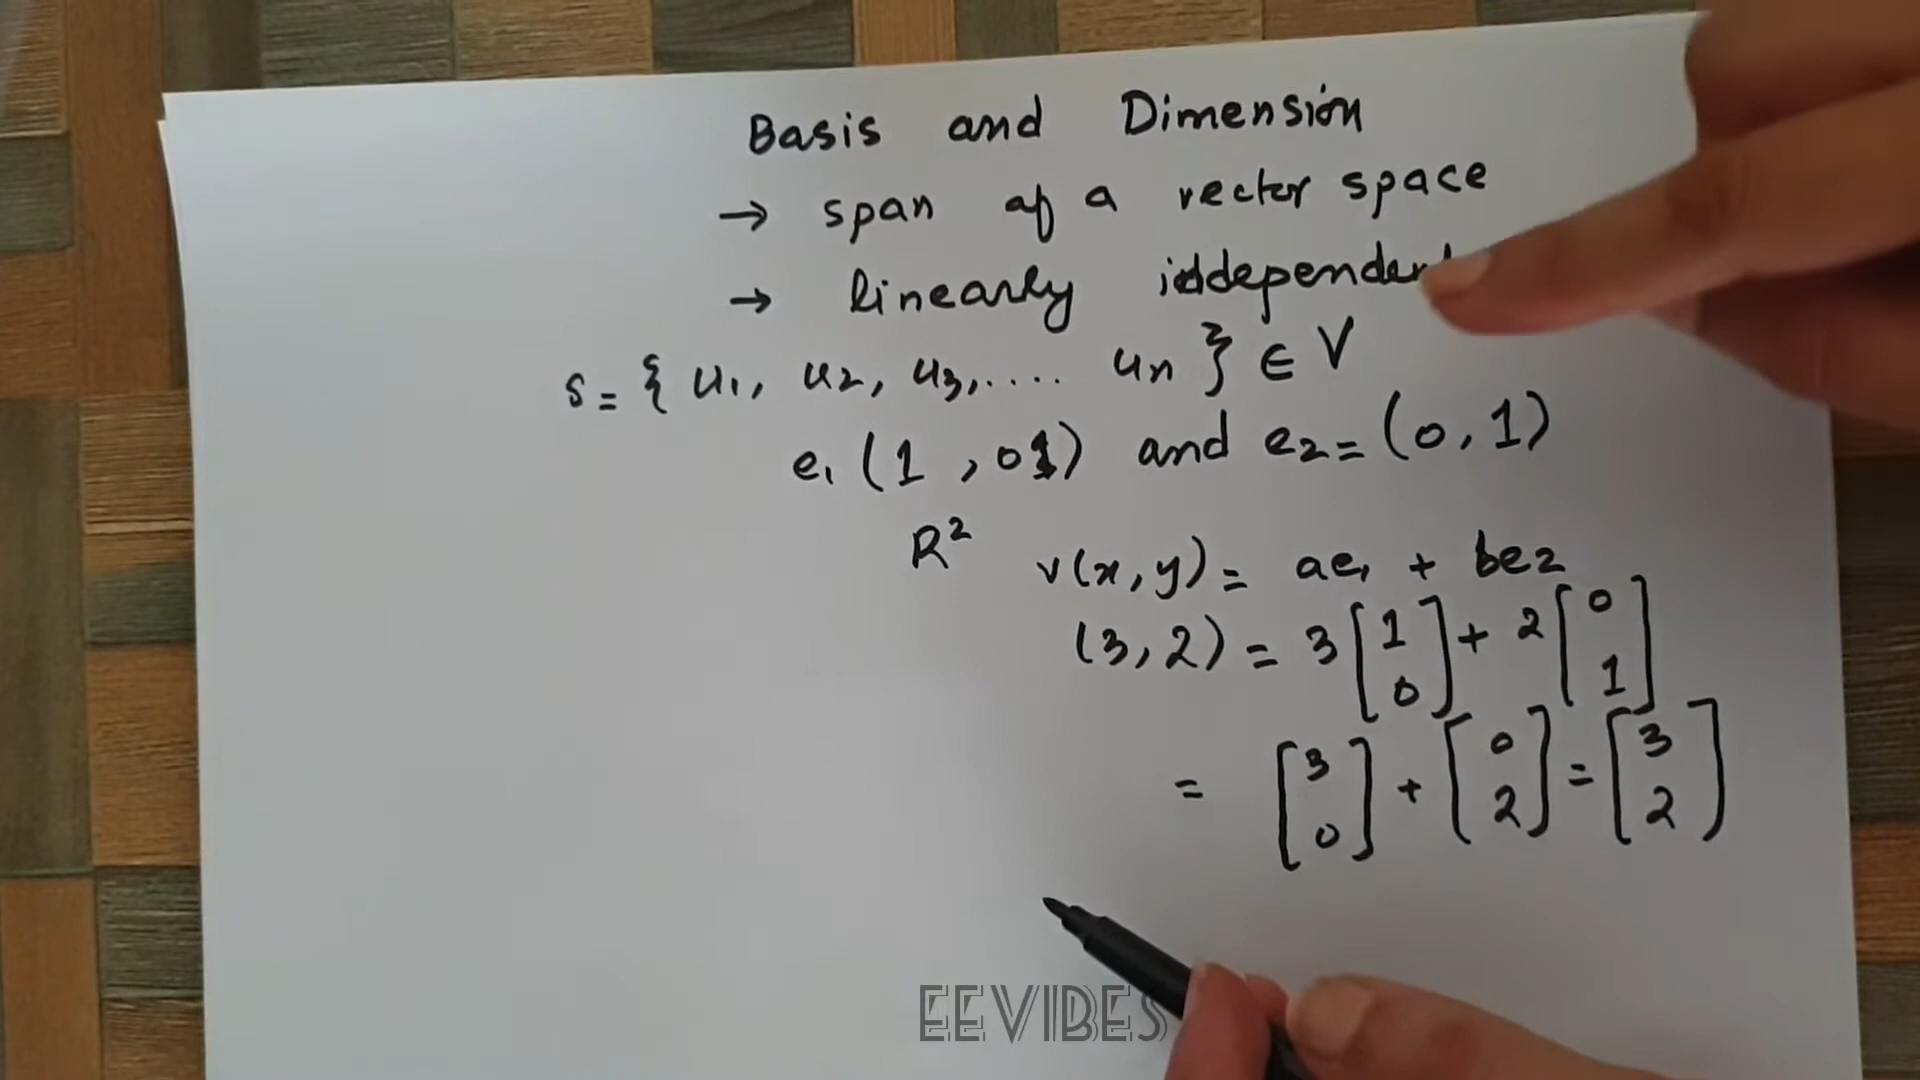 Basis and Dimension
→ span of a vector space
→ linearly independent
S = { u1, u2, u3, .... un } ∈ V
e1 (1 , 0) and e2 = (0, 1)
R²
v(x, y) = ae1 + be2
(3, 2) = 3 [1 0] + 2 [0 1]
= [3 0] + [0 2] = [3 2]
EEVIBES